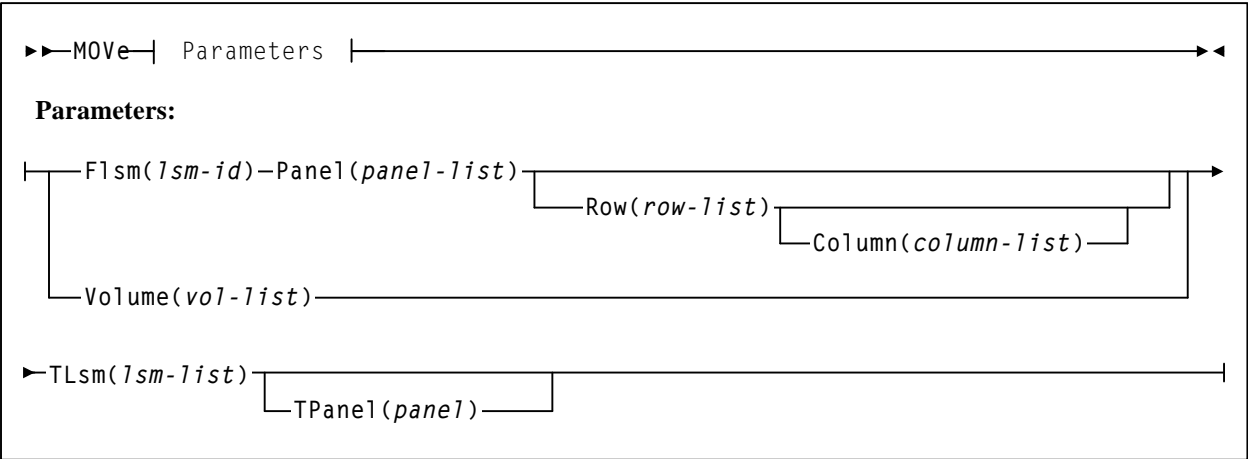 MOVe Parameters
Parameters:
Flsm(lsm-id) Panel(panel-list)
Row(row-list)
Column(column-list)
Volume(vol-list)
TLsm(lsm-list)
TPanel(panel)